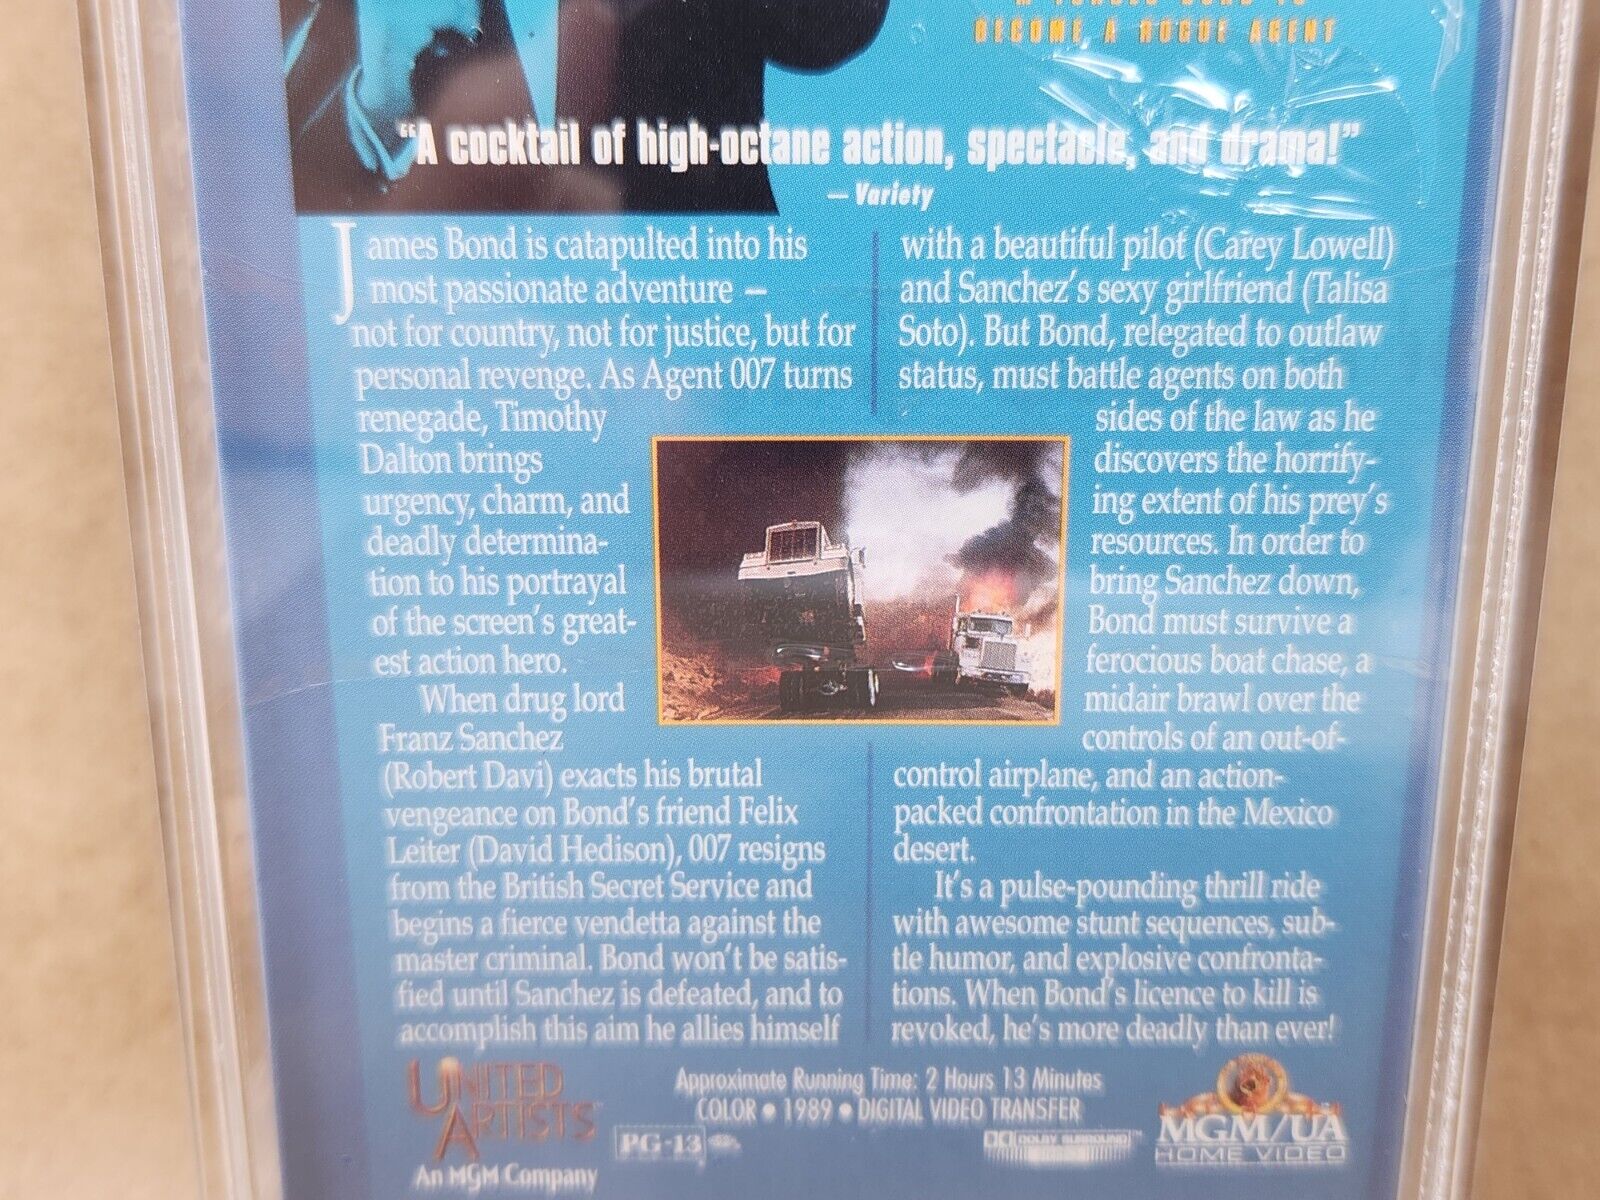 BECOME A ROGUE AGENT
“A cocktail of high-octane action, spectacle, and drama!”
— Variety
James Bond is catapulted into his
most passionate adventure —
not for country, not for justice, but for
personal revenge. As Agent 007 turns
renegade, Timothy
Dalton brings
urgency, charm, and
deadly determina-
tion to his portrayal
of the screen's great-
est action hero.
When drug lord
Franz Sanchez
(Robert Davi) exacts his brutal
vengeance on Bond's friend Felix
Leiter (David Hedison), 007 resigns
from the British Secret Service and
begins a fierce vendetta against the
master criminal. Bond won't be satis-
fied until Sanchez is defeated, and to
accomplish this aim he allies himself
with a beautiful pilot (Carey Lowell)
and Sanchez's sexy girlfriend (Talisa
Soto). But Bond, relegated to outlaw
status, must battle agents on both
sides of the law as he
discovers the horrify-
ing extent of his prey's
resources. In order to
bring Sanchez down,
Bond must survive a
ferocious boat chase, a
midair brawl over the
controls of an out-of-
control airplane, and an action-
packed confrontation in the Mexico
desert.
It's a pulse-pounding thrill ride
with awesome stunt sequences, sub-
tle humor, and explosive confronta-
tions. When Bond's licence to kill is
revoked, he's more deadly than ever!
UNITED
ARTISTS
An MGM Company
Approximate Running Time: 2 Hours 13 Minutes
COLOR • 1989 • DIGITAL VIDEO TRANSFER
PG-13
DOLBY SURROUND
MGM/UA
HOME VIDEO